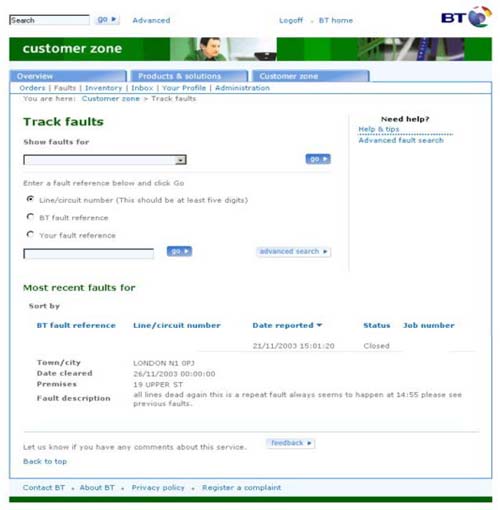 Search
go
Advanced
Logoff
BT home
BT
customer zone
Overview
Products & solutions
Customer zone
Orders | Faults | Inventory | Inbox | Your Profile | Administration
You are here: Customer zone > Track faults
Track faults
Show faults for
go
Need help?
Help & tips
Advanced fault search
Enter a fault reference below and click Go
Line/circuit number (This should be at least five digits)
BT fault reference
Your fault reference
go
advanced search
Most recent faults for
Sort by
BT fault reference Line/circuit number Date reported Status Job number
21/11/2003 15:01:20 Closed
Town/city LONDON N1 0PJ
Date cleared 26/11/2003 00:00:00
Premises 19 UPPER ST
Fault description all lines dead again this is a repeat fault always seems to happen at 14:55 please see
previous faults.
Let us know if you have any comments about this service. feedback
Back to top
Contact BT About BT Privacy policy Register a complaint